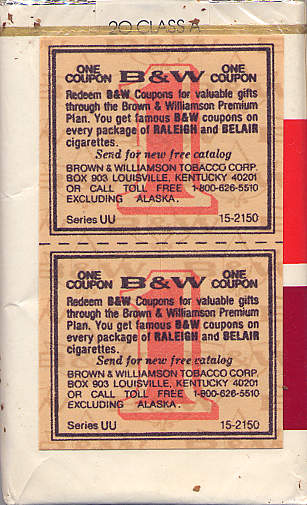 20 CLASS A
ONE COUPON B&W ONE COUPON
Redeem B&W Coupons for valuable gifts
through the Brown & Williamson Premium
Plan. You get famous B&W coupons on
every package of RALEIGH and BELAIR
cigarettes.
Send for new free catalog
BROWN & WILLIAMSON TOBACCO CORP.
BOX 903 LOUISVILLE, KENTUCKY 40201
OR CALL TOLL FREE 1-800-626-5510
EXCLUDING ALASKA.
Series UU 15-2150
ONE COUPON B&W ONE COUPON
Redeem B&W Coupons for valuable gifts
through the Brown & Williamson Premium
Plan. You get famous B&W coupons on
every package of RALEIGH and BELAIR
cigarettes.
Send for new free catalog
BROWN & WILLIAMSON TOBACCO CORP.
BOX 903 LOUISVILLE, KENTUCKY 40201
OR CALL TOLL FREE 1-800-626-5510
EXCLUDING ALASKA.
Series UU 15-2150